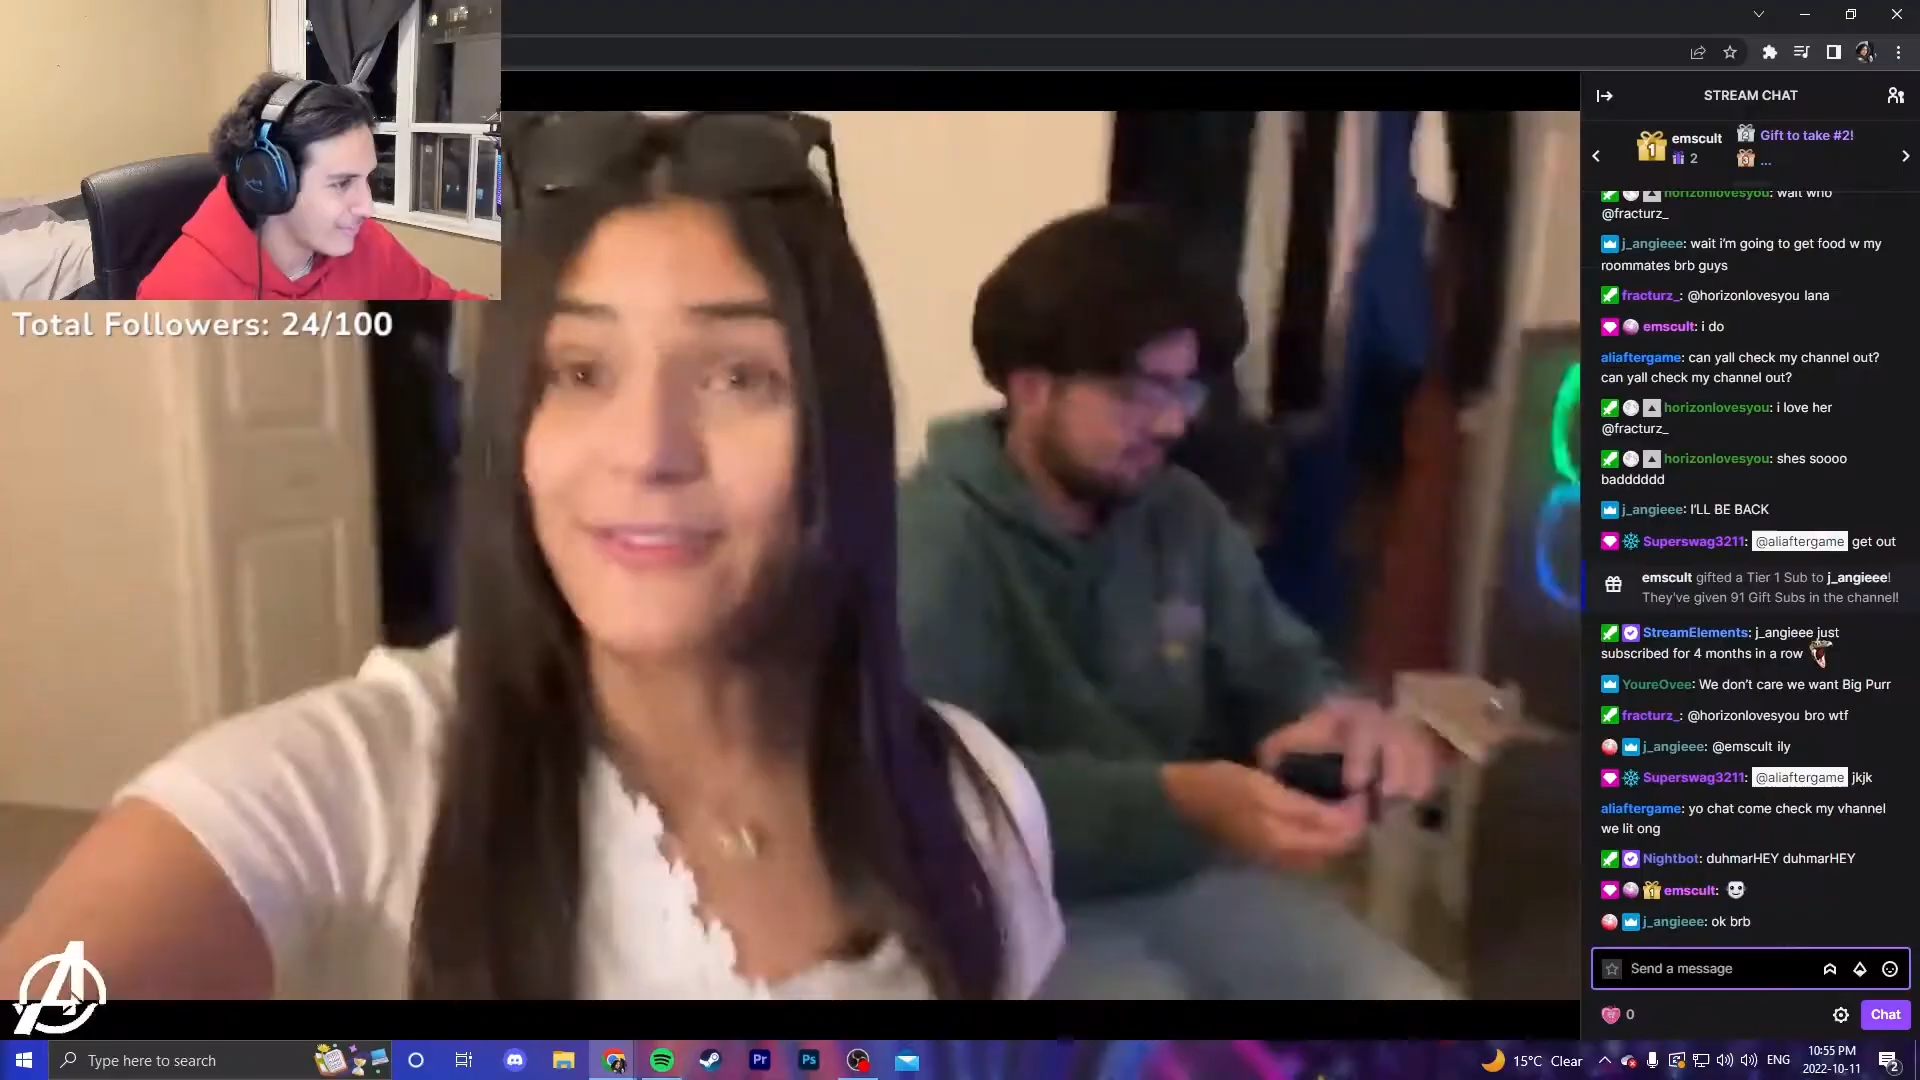 STREAM CHAT
emscult
2
Gift to take #2!
...
horizonlovesyou: wait who
@fracturz_
j_angieee: wait i'm going to get food w my
roommates brb guys
fracturz_: @horizonlovesyou lana
emscult: i do
aliaftergame: can yall check my channel out?
can yall check my channel out?
horizonlovesyou: i love her
@fracturz_
horizonlovesyou: shes soooo
badddddd
j_angieee: I'LL BE BACK
Superswag3211: @aliaftergame get out
emscult gifted a Tier 1 Sub to j_angieee!
They've given 91 Gift Subs in the channel!
StreamElements: j_angieee just
subscribed for 4 months in a row
YoureOvee: We don't care we want Big Purr
fracturz_: @horizonlovesyou bro wtf
j_angieee: @emscult ily
Superswag3211: @aliaftergame jkjk
aliaftergame: yo chat come check my vhannel
we lit ong
Nightbot: duhmarHEY duhmarHEY
emscult:
j_angieee: ok brb
Send a message
0
Chat
Total Followers: 24/100
Type here to search
Pr
Ps
15°C Clear
ENG
10:55 PM
2022-10-11
2